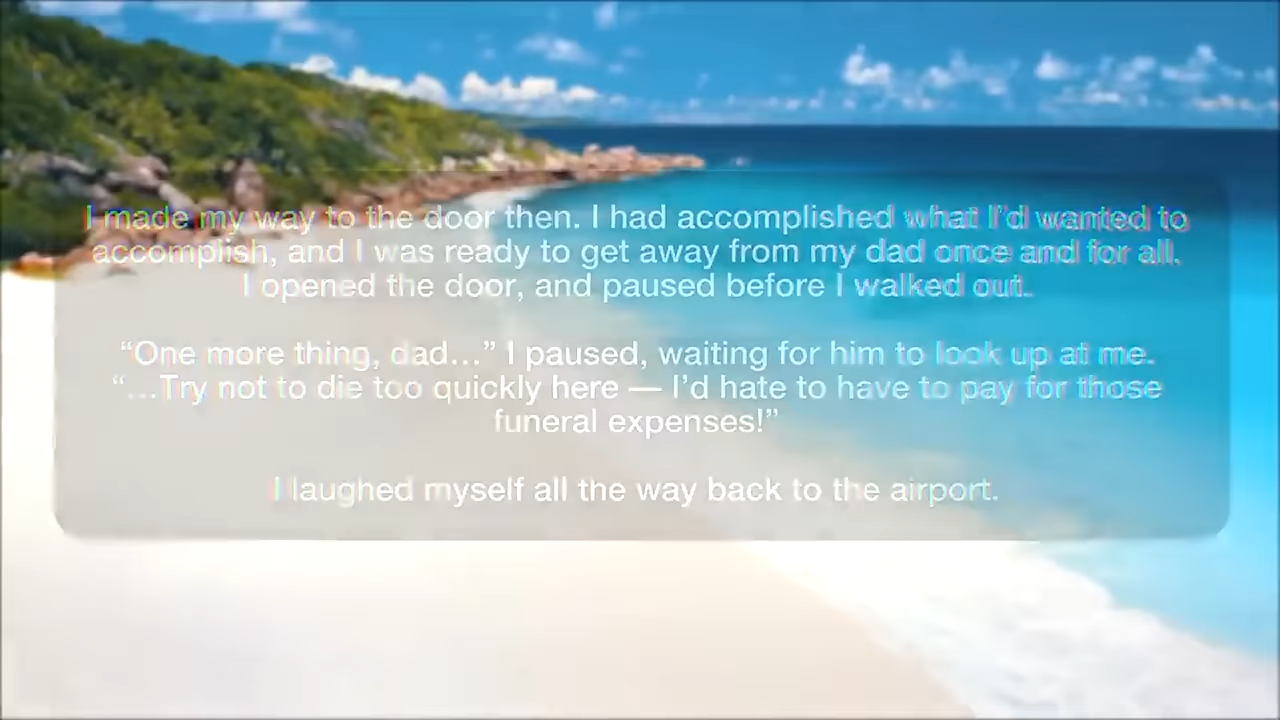 I made my way to the door then. I had accomplished what I’d wanted to
accomplish, and I was ready to get away from my dad once and for all.
I opened the door, and paused before I walked out.
“One more thing, dad…” I paused, waiting for him to look up at me.
“…Try not to die too quickly here — I’d hate to have to pay for those
funeral expenses!”
I laughed myself all the way back to the airport.